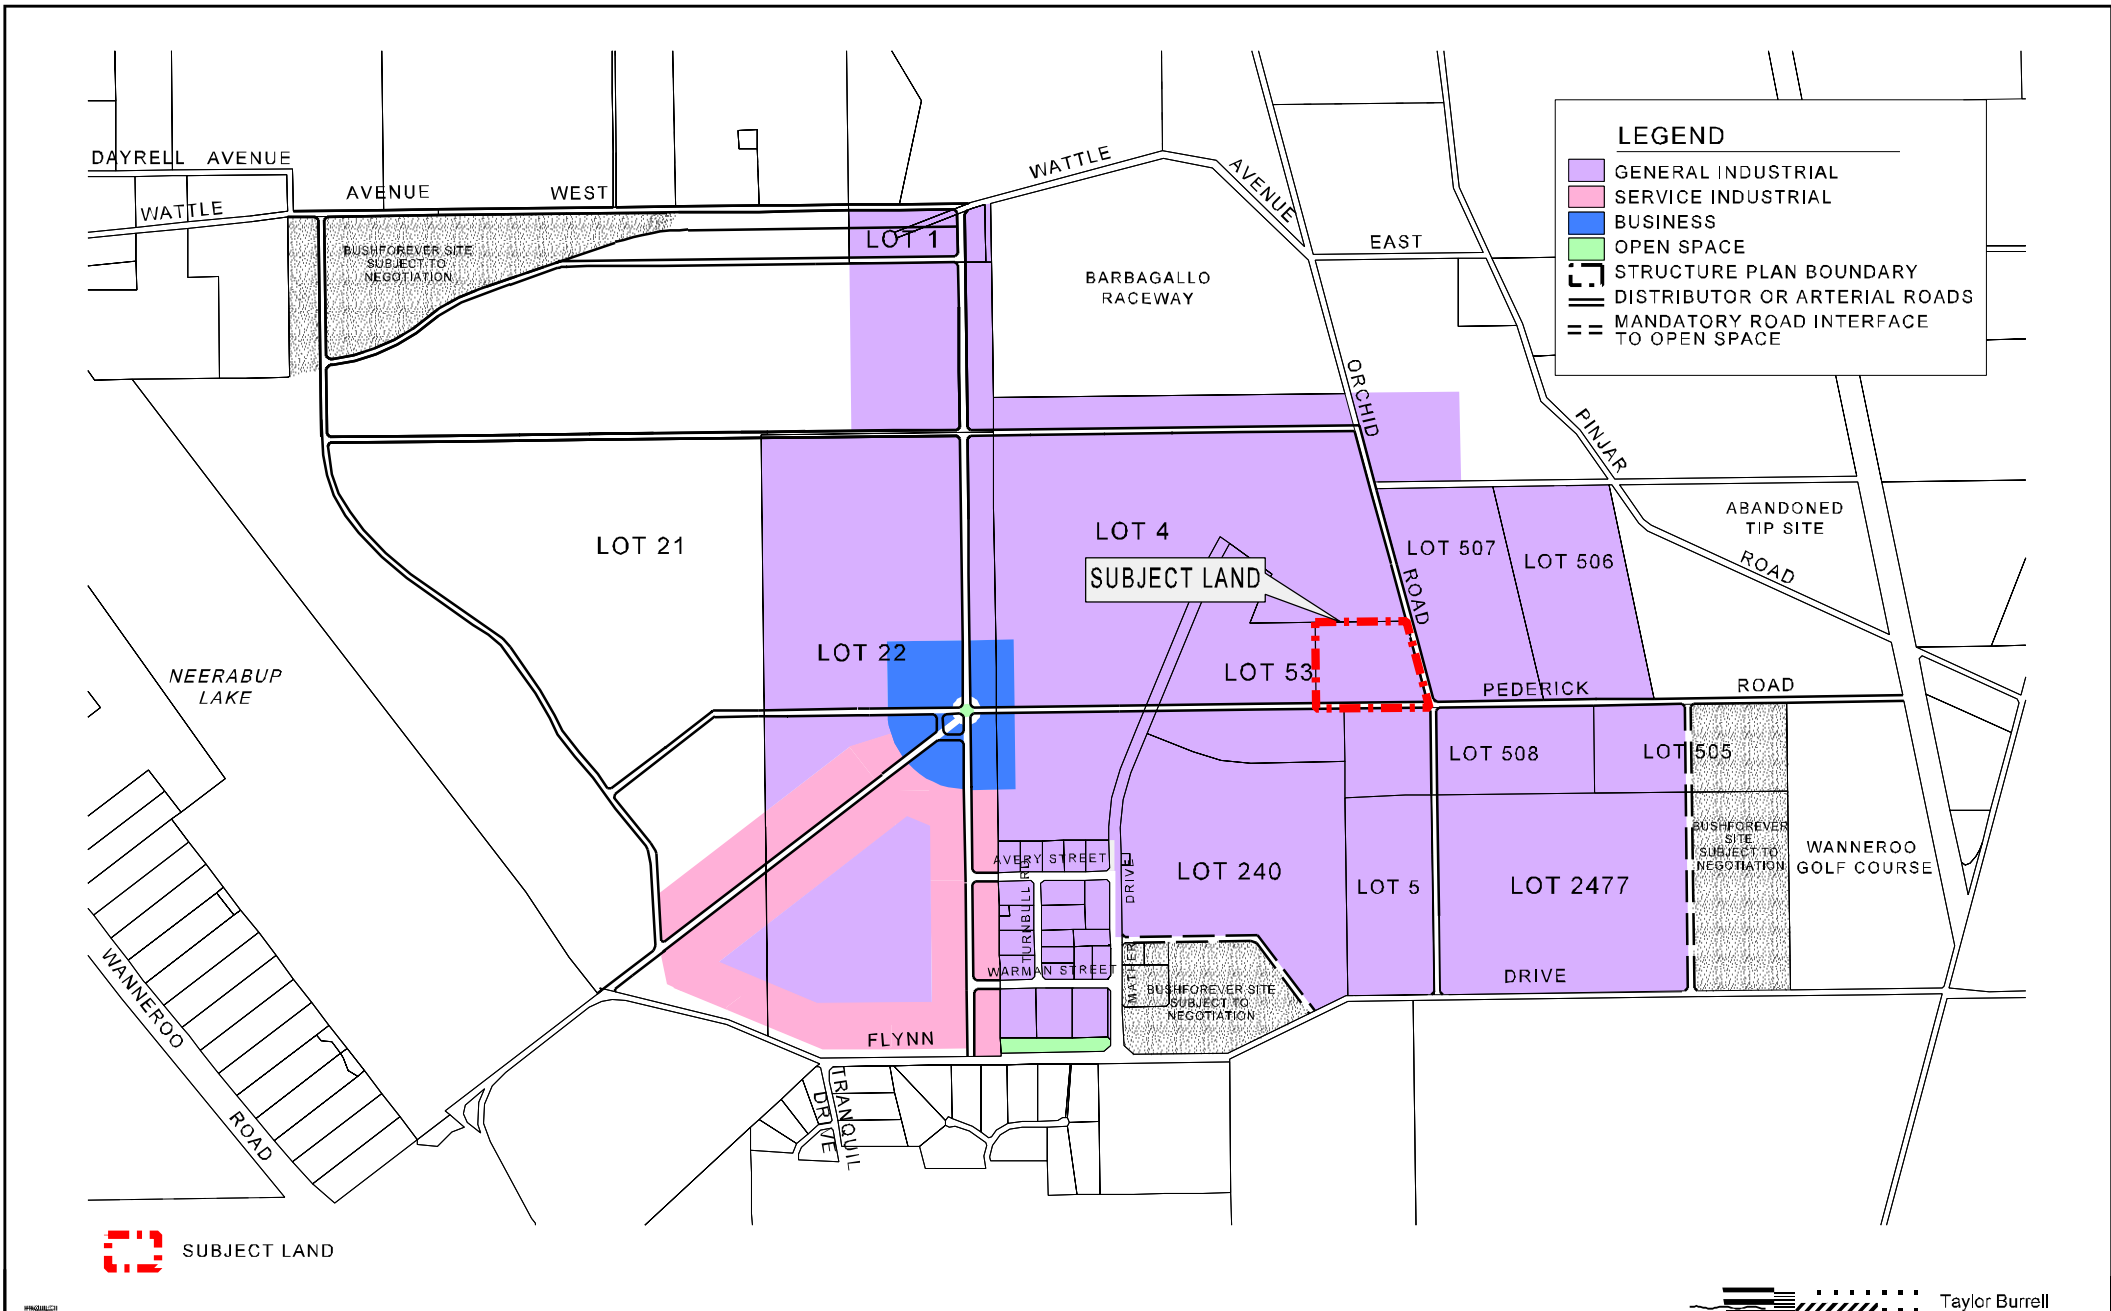 DAYRELL AVENUE
WATTLE
AVENUE WEST
WATTLE
AVENUE
EAST
LEGEND
GENERAL INDUSTRIAL
SERVICE INDUSTRIAL
BUSINESS
OPEN SPACE
STRUCTURE PLAN BOUNDARY
DISTRIBUTOR OR ARTERIAL ROADS
MANDATORY ROAD INTERFACE
TO OPEN SPACE
BUSHFOREVER SITE
SUBJECT TO
NEGOTIATION
LOT 1
BARBAGALLO
RACEWAY
ORCHID
ROAD
PINJAR
ROAD
ABANDONED
TIP SITE
LOT 21
LOT 4
LOT 507
LOT 506
SUBJECT LAND
LOT 22
LOT 53
NEERABUP
LAKE
PEDERICK
ROAD
LOT 508
LOT 505
AVERY STREET
TURNBULL RD
WARMAN STREET
MATHER
DRIVE
LOT 240
LOT 5
LOT 2477
BUSHFOREVER
SITE
SUBJECT TO
NEGOTIATION
WANNEROO
GOLF COURSE
BUSHFOREVER SITE
SUBJECT TO
NEGOTIATION
FLYNN
DRIVE
TRANQUIL
DRIVE
WANNEROO
ROAD
SUBJECT LAND
Taylor Burrell